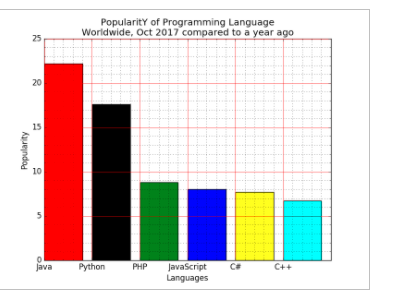 PopularitY of Programming Language
Worldwide, Oct 2017 compared to a year ago
25
20
15
10
5
0
Popularity
Java Python PHP JavaScript C# C++
Languages